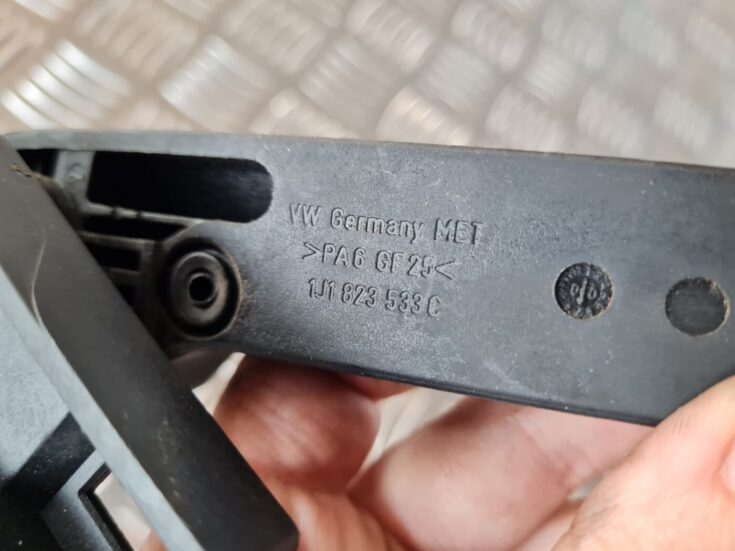 VW Germany MET
>PA6 GF25<
1J1 823 533 C